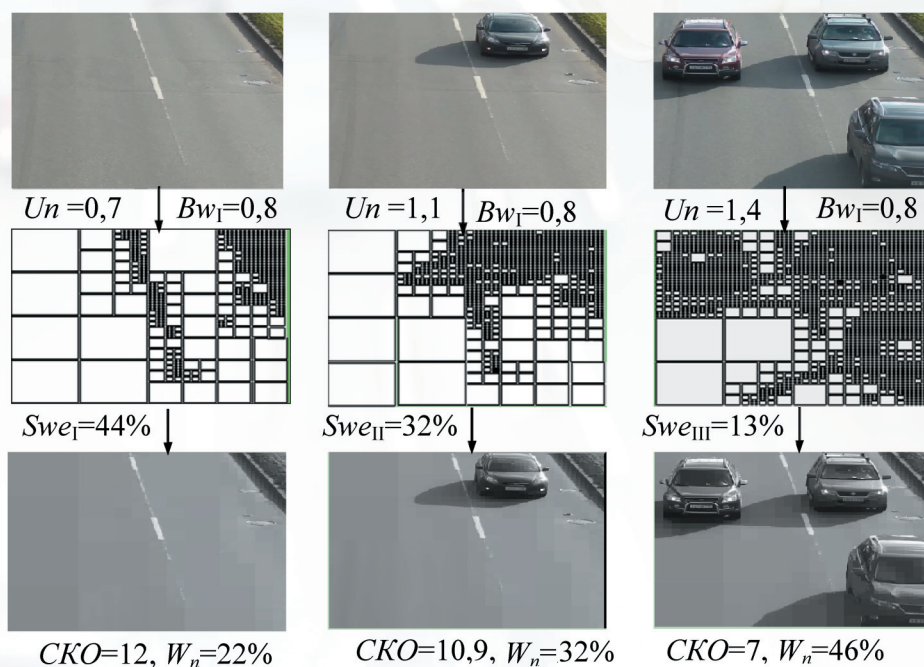 Un =0,7 Bw_I=0,8 Un =1,1 Bw_I=0,8 Un =1,4 Bw_I=0,8
Swe_I=44% Swe_II=32% Swe_III=13%
СКО=12, W_n=22% СКО=10,9, W_n=32% СКО=7, W_n=46%